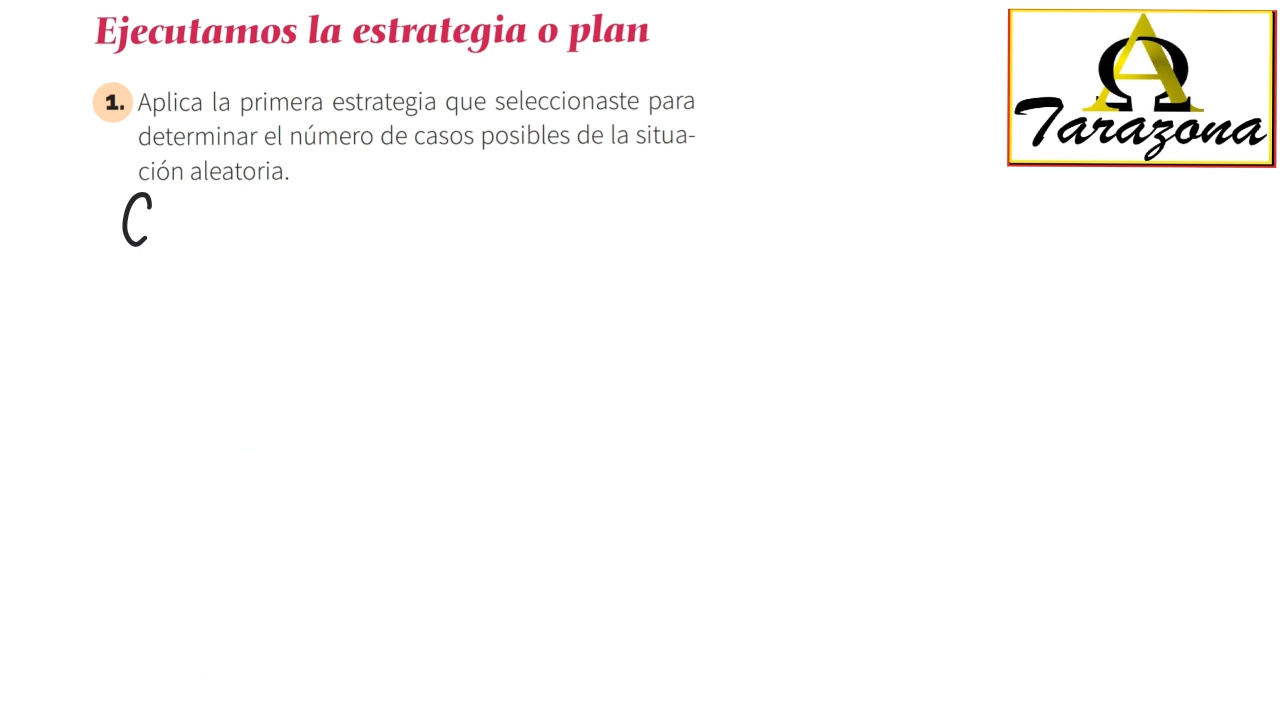 Ejecutamos la estrategia o plan
1. Aplica la primera estrategia que seleccionaste para
determinar el número de casos posibles de la situa-
ción aleatoria.
C
ΩA
Tarazona